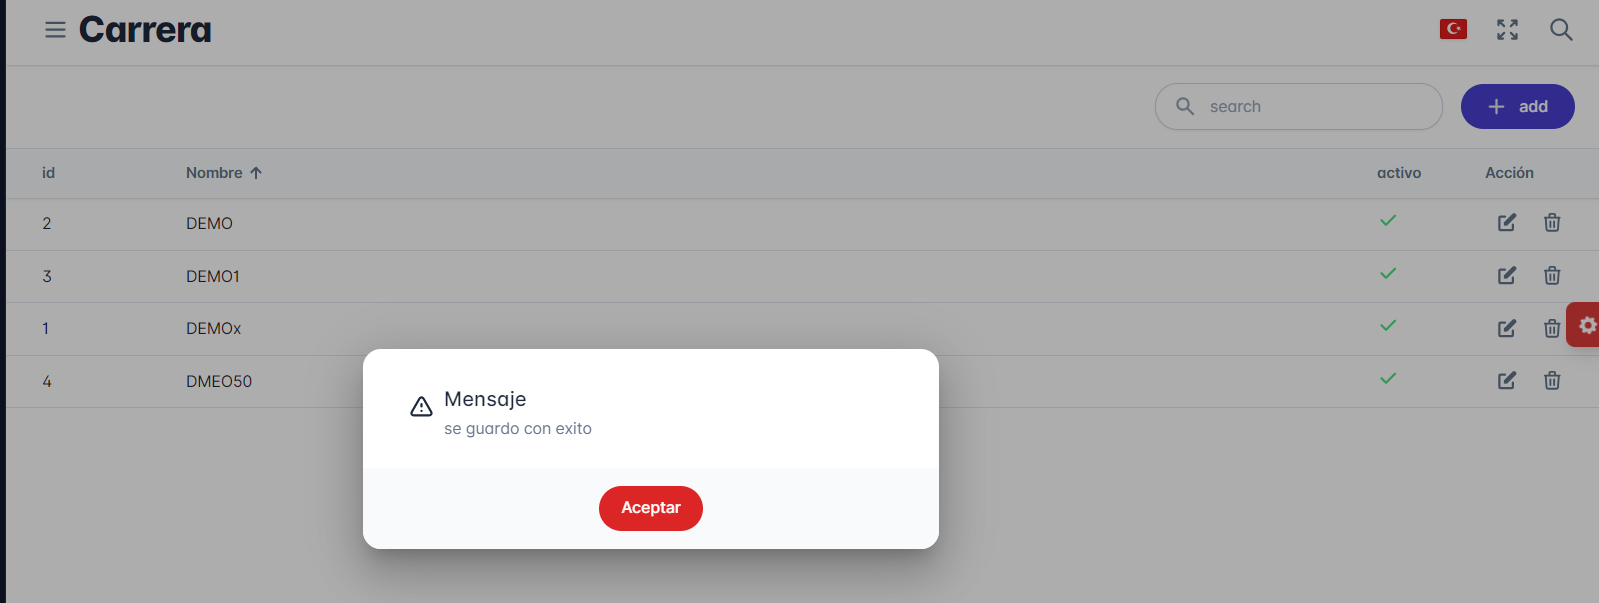 Carrera
search
+ add
id Nombre ↑ activo Acción
2 DEMO
3 DEMO1
1 DEMOx
4 DMEO50
Mensaje
se guardo con exito
Aceptar